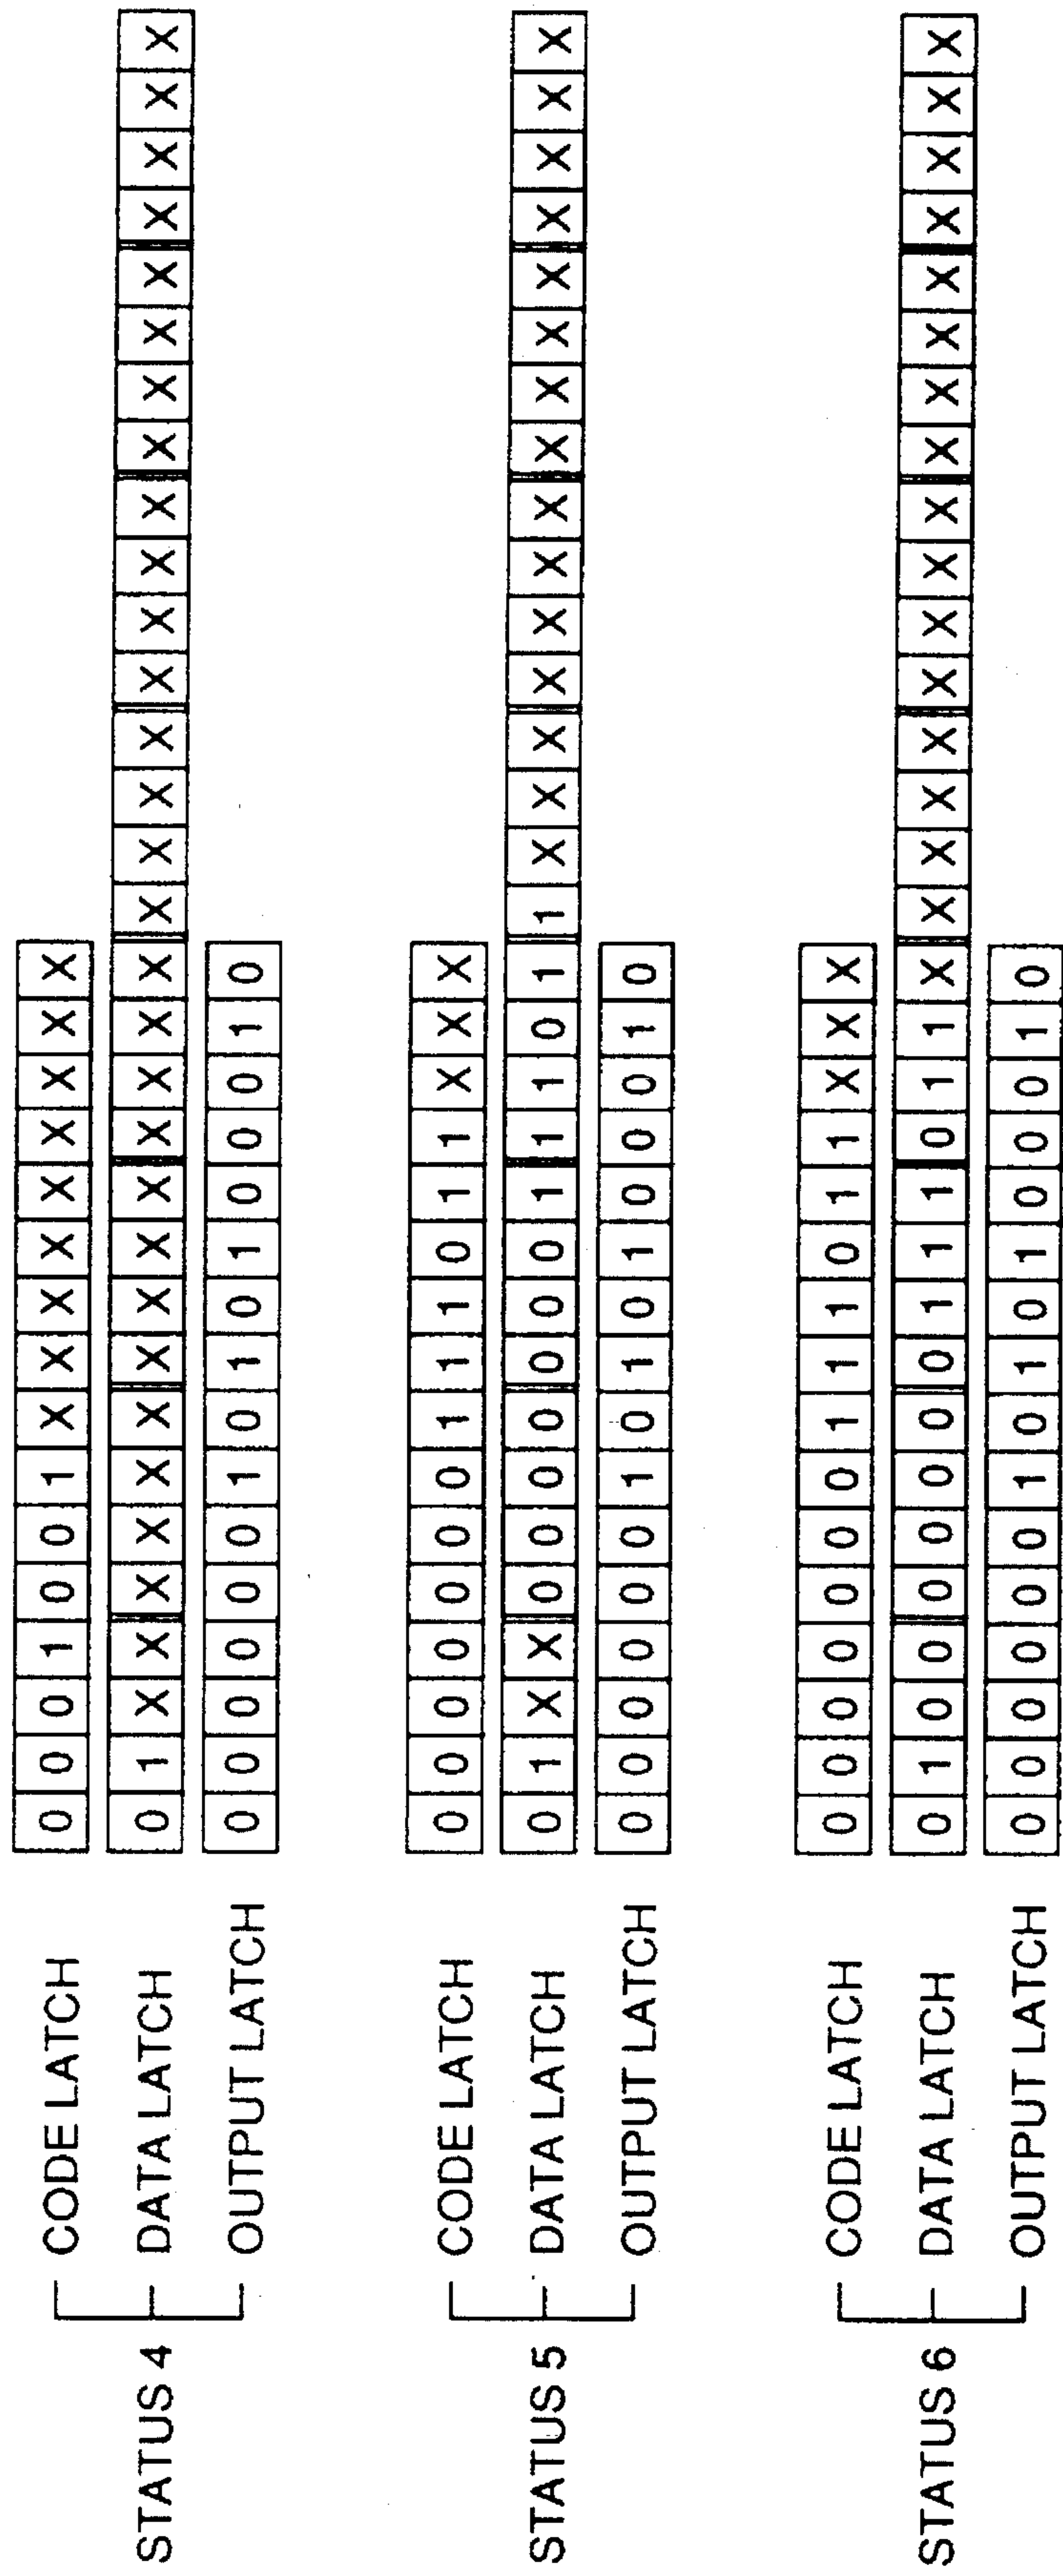 STATUS 4
CODE LATCH 0 0 0 1 0 0 1 X X X X X X X X X
DATA LATCH 0 1 X X X X X X X X X X X X X X X X X X X X X X X X X X X X X X
OUTPUT LATCH 0 0 0 0 0 0 1 0 1 0 1 0 0 0 1 0
STATUS 5
CODE LATCH 0 0 0 0 0 0 0 1 1 1 0 1 1 X X X
DATA LATCH 0 1 X X 0 0 0 0 0 0 0 1 1 1 0 1 1 X X X X X X X X X X X X X X X
OUTPUT LATCH 0 0 0 0 0 0 1 0 1 0 1 0 0 0 1 0
STATUS 6
CODE LATCH 0 0 0 0 0 0 0 1 1 1 0 1 1 X X X
DATA LATCH 0 1 0 0 0 0 0 0 0 1 1 1 0 1 1 X X X X X X X X X X X X X X X X X
OUTPUT LATCH 0 0 0 0 0 0 1 0 1 0 1 0 0 0 1 0